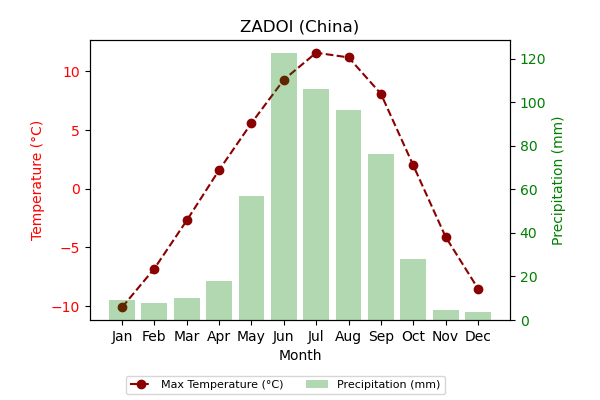 ZADOI (China)
Temperature (°C)
10
5
0
−5
−10
120
100
80
60
40
20
0
Precipitation (mm)
Jan Feb Mar Apr May Jun Jul Aug Sep Oct Nov Dec
Month
Max Temperature (°C) Precipitation (mm)